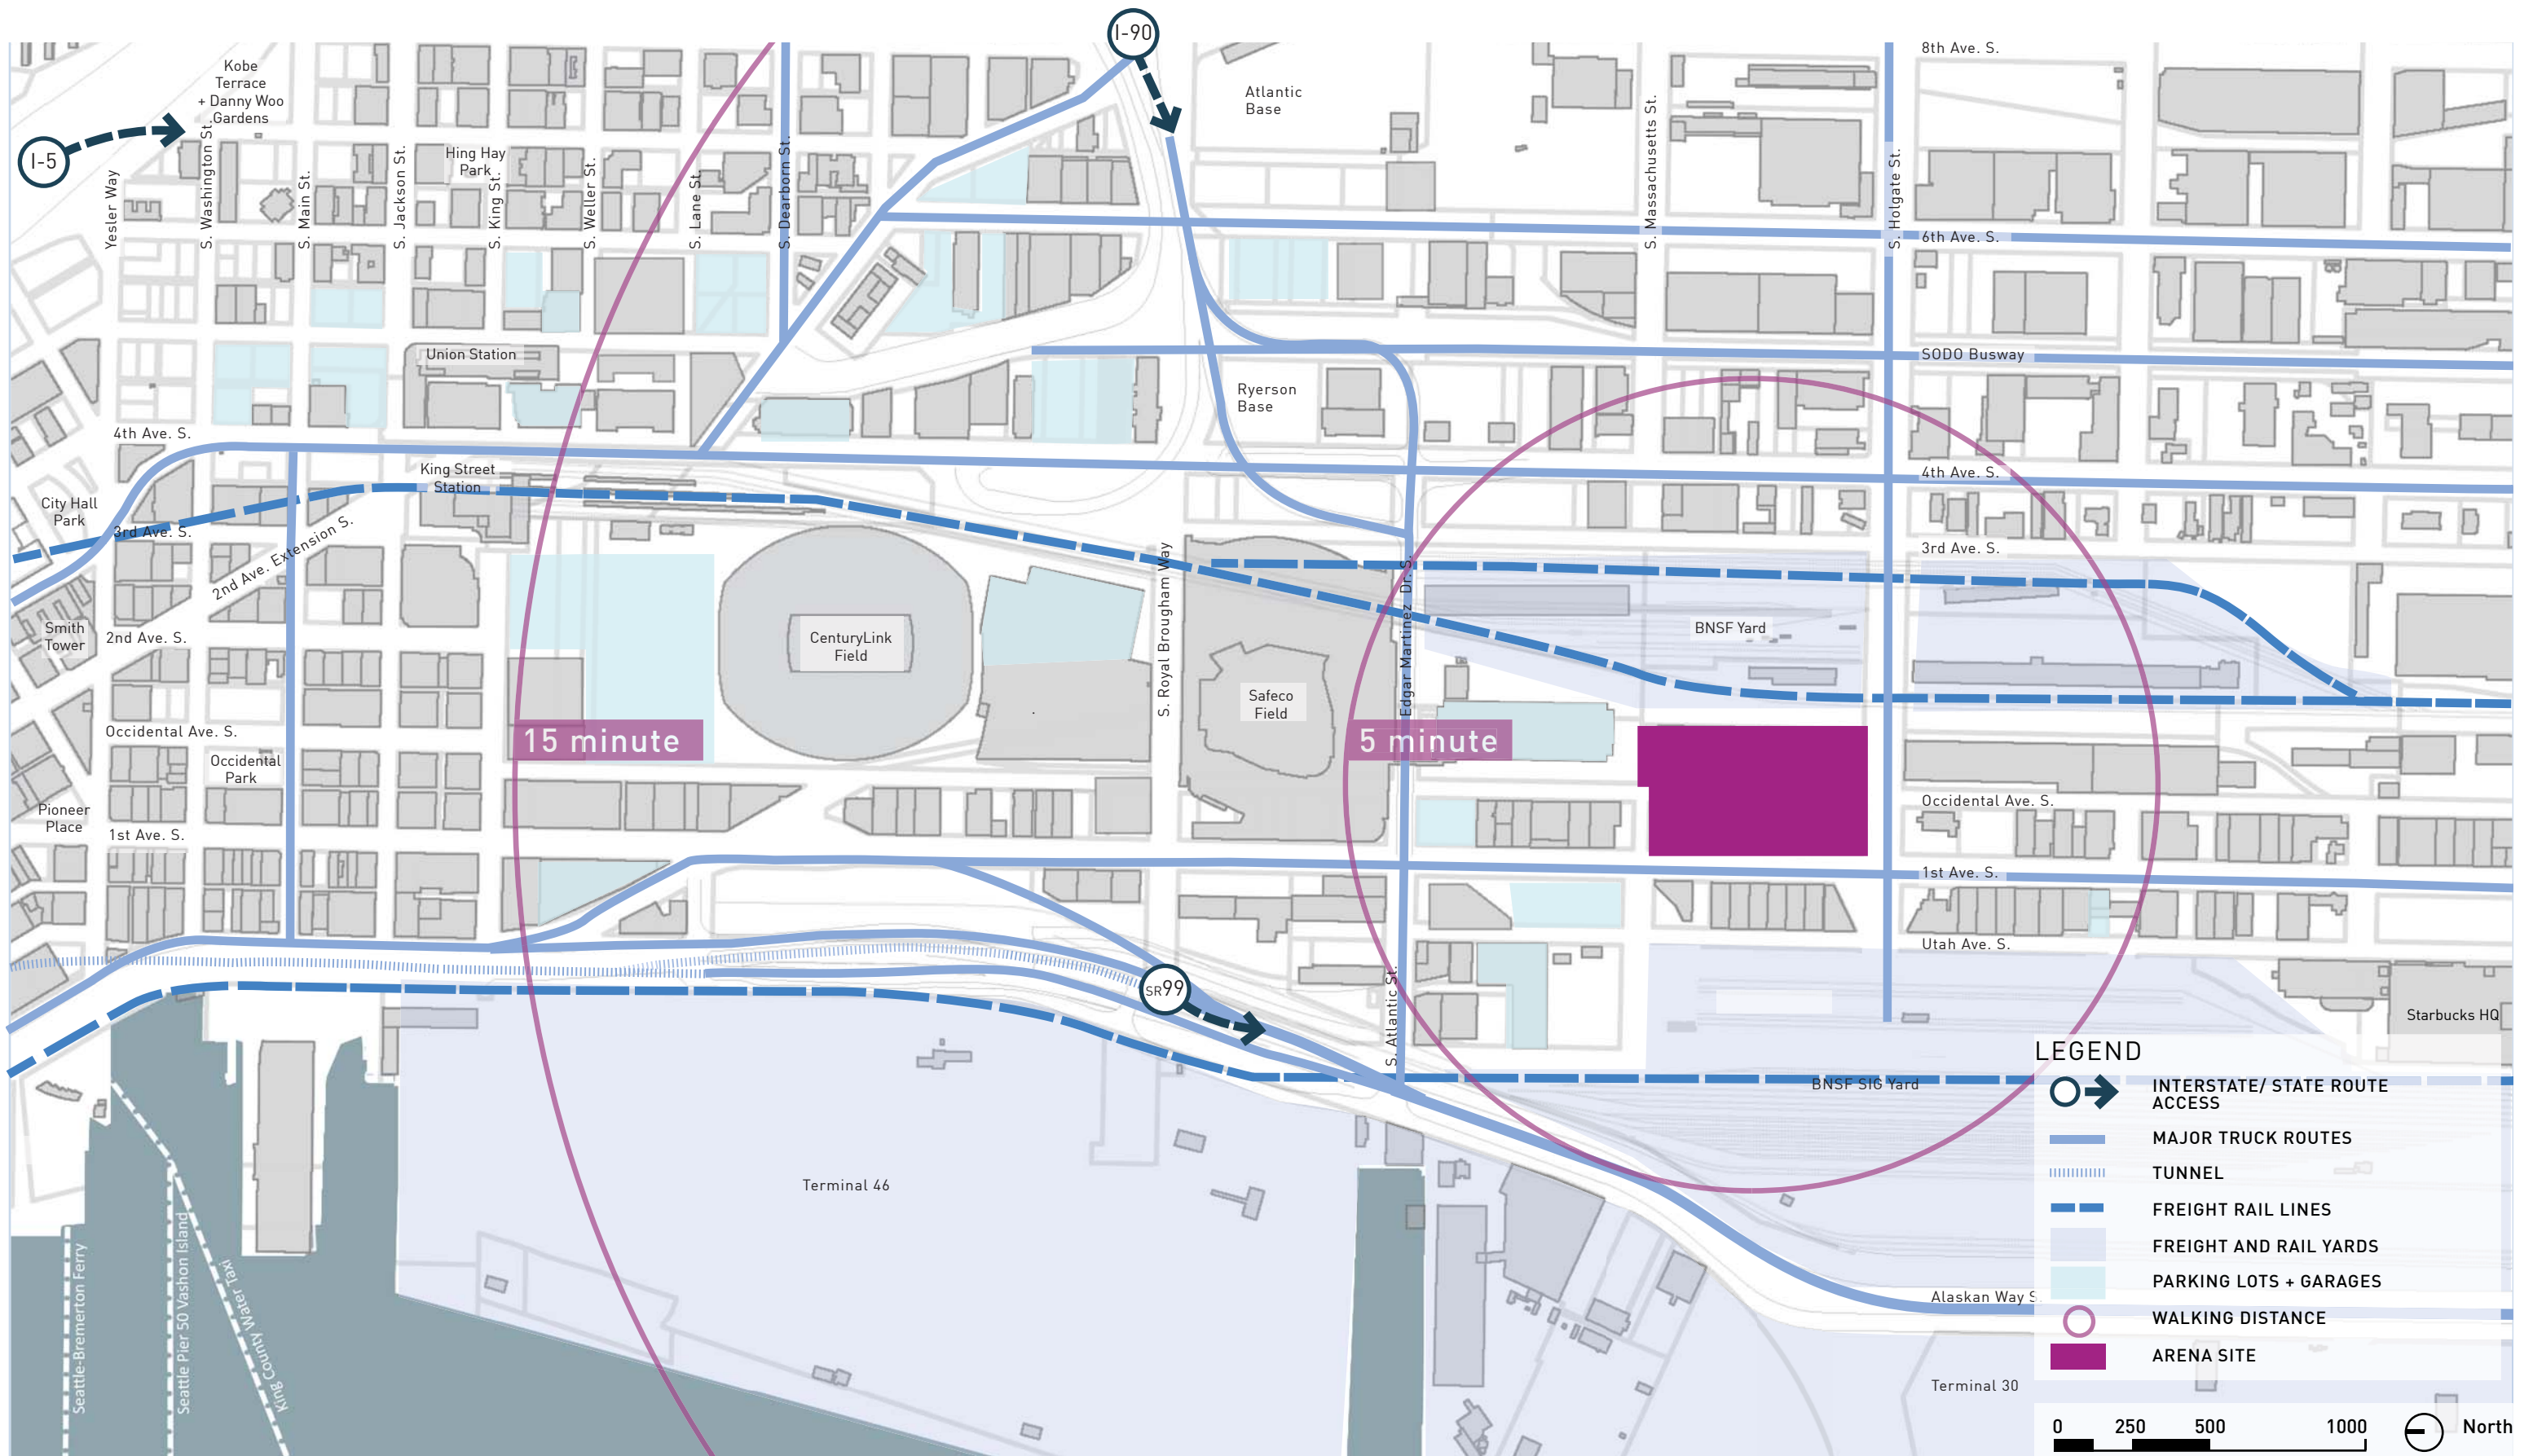 I-90
8th Ave. S.
Kobe
Terrace
+ Danny Woo
Gardens
Atlantic
Base
I-5
Hing Hay
Park
Yesler Way
S. Washington St.
S. Main St.
S. Jackson St.
S. King St.
S. Weller St.
S. Lane St.
S. Dearborn St.
S. Massachusetts St.
S. Holgate St.
6th Ave. S.
Union Station
SODO Busway
Ryerson
Base
4th Ave. S.
King Street
Station
4th Ave. S.
City Hall
Park
3rd Ave. S.
2nd Ave. Extension S.
3rd Ave. S.
Smith
Tower
2nd Ave. S.
CenturyLink
Field
S. Royal Brougham Way
Edgar Martinez Dr. S.
BNSF Yard
Safeco
Field
Occidental Ave. S.
15 minute
5 minute
Occidental
Park
Pioneer
Place
1st Ave. S.
Occidental Ave. S.
1st Ave. S.
Utah Ave. S.
SR99
S. Atlantic St.
Starbucks HQ
BNSF SIG Yard
Terminal 46
Seattle-Bremerton Ferry
Seattle Pier 50 Vashon Island
King County Water Taxi
Alaskan Way S.
Terminal 30
LEGEND
INTERSTATE/ STATE ROUTE
ACCESS
MAJOR TRUCK ROUTES
TUNNEL
FREIGHT RAIL LINES
FREIGHT AND RAIL YARDS
PARKING LOTS + GARAGES
WALKING DISTANCE
ARENA SITE
0 250 500 1000
North